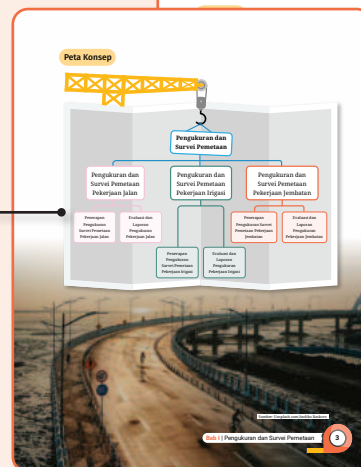 Peta Konsep
Pengukuran dan
Survei Pemetaan
Pengukuran dan
Survei Pemetaan
Pekerjaan Jalan
Pengukuran dan
Survei Pemetaan
Pekerjaan Irigasi
Pengukuran dan
Survei Pemetaan
Pekerjaan Jembatan
Penerapan
Pengukuran
Survei Pemetaan
Pekerjaan Jalan
Evaluasi dan
Laporan
Pengukuran
Pekerjaan Jalan
Penerapan
Pengukuran
Survei Pemetaan
Pekerjaan Irigasi
Evaluasi dan
Laporan
Pengukuran
Pekerjaan Irigasi
Penerapan
Pengukuran Survei
Pemetaan Pekerjaan
Jembatan
Evaluasi dan
Laporan
Pengukuran
Pekerjaan Jembatan
Bab I | Pengukuran dan Survei Pemetaan
3